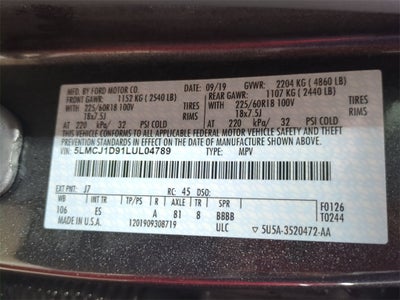 MFD. BY FORD MOTOR CO. 09/19 GVWR: 2204 KG ( 4860 LB)
FRONT GAWR: 1152 KG ( 2540 LB) REAR GAWR: 1107 KG ( 2440 LB)
225/60R18 100V TIRES 225/60R18 100V TIRES
18x7.5J RIMS 18x7.5J RIMS
AT 220 kPa/ 32 PSI COLD AT 220 kPa/ 32 PSI COLD
THIS VEHICLE CONFORMS TO ALL APPLICABLE FEDERAL MOTOR VEHICLE SAFETY AND THEFT PREVENTION STANDARDS IN EFFECT ON THE DATE OF MANUFACTURE SHOWN ABOVE.
VIN: 5LMCJ1D91LUL04789 TYPE: MPV
EXT PNT: J7 RC: 45 DSO:
WB INT TR TP/PS R AXLE TR SPR F0126
106 ES A 81 8 BBBB T0244
MADE IN U.S.A. 1201909308719 ULC 5U5A-3520472-AA